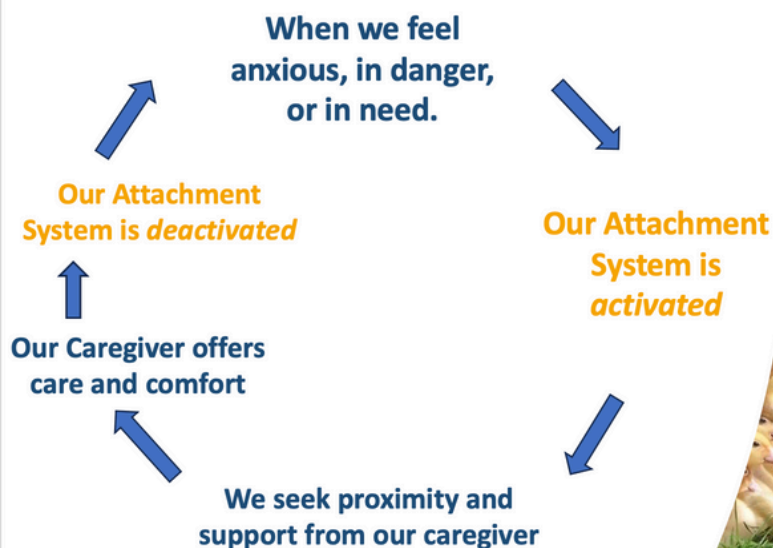 When we feel
anxious, in danger,
or in need.
Our Attachment
System is
activated
We seek proximity and
support from our caregiver
Our Caregiver offers
care and comfort
Our Attachment
System is deactivated